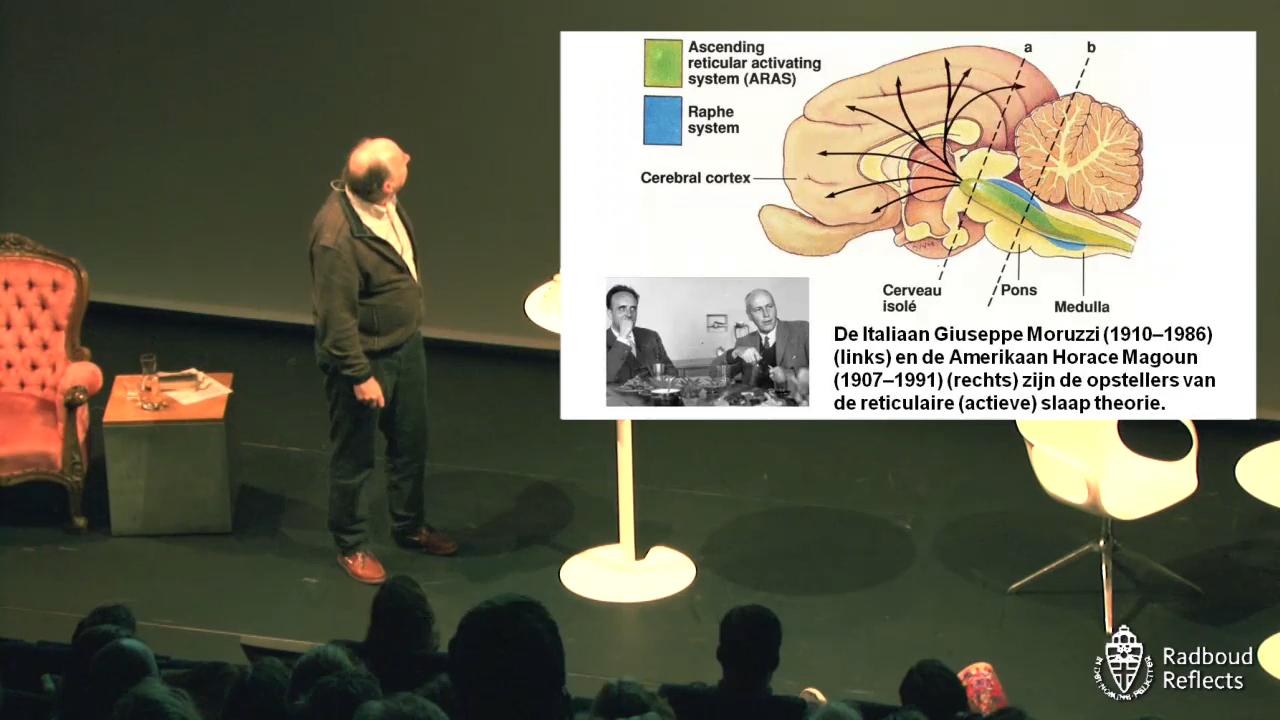 Ascending
reticular activating
system (ARAS)
Raphe
system
a
b
Cerebral cortex
Cerveau
isolé
Pons
Medulla
De Italiaan Giuseppe Moruzzi (1910–1986)
(links) en de Amerikaan Horace Magoun
(1907–1991) (rechts) zijn de opstellers van
de reticulaire (actieve) slaap theorie.
Radboud
Reflects